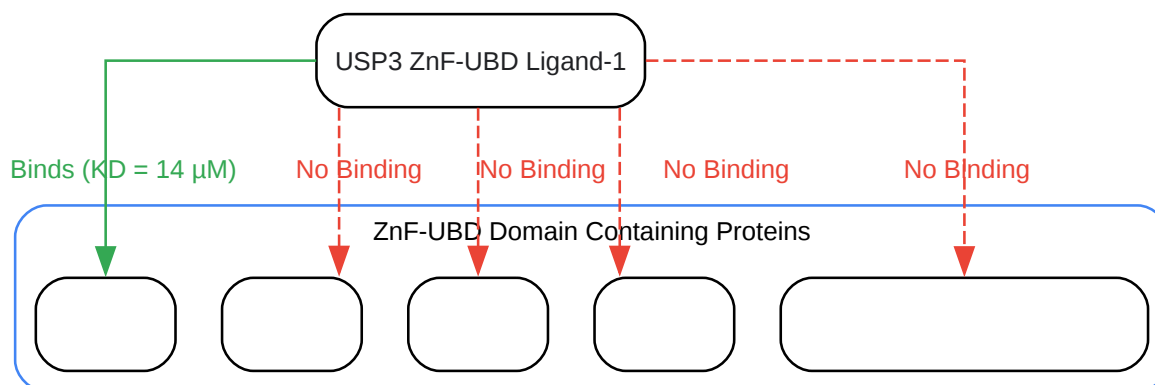 USP3 ZnF-UBD Ligand-1
Binds (KD = 14 µM)
No Binding
No Binding
No Binding
No Binding
ZnF-UBD Domain Containing Proteins